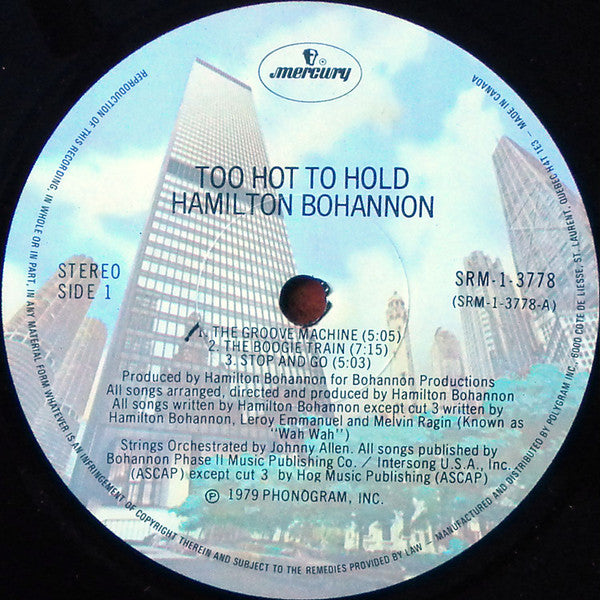 mercury
TOO HOT TO HOLD
HAMILTON BOHANNON
STEREO
SIDE 1
SRM-1-3778
(SRM-1-3778-A)
1. THE GROOVE MACHINE (5:05)
2. THE BOOGIE TRAIN (7:15)
3. STOP AND GO (5:03)
Produced by Hamilton Bohannon for Bohannon Productions
All songs arranged, directed and produced by Hamilton Bohannon
All songs written by Hamilton Bohannon except cut 3 written by
Hamilton Bohannon, Leroy Emmanuel and Melvin Ragin (Known as
"Wah Wah")
Strings Orchestrated by Johnny Allen. All songs published by
Bohannon Phase II Music Publishing Co. / Intersong U.S.A., Inc.
(ASCAP) except cut 3 by Hog Music Publishing (ASCAP)
℗ 1979 PHONOGRAM, INC.
REPRODUCTION OF THIS RECORDING, IN WHOLE OR IN PART, IN ANY MATERIAL FORM WHATEVER IS AN INFRINGEMENT OF COPYRIGHT THEREIN AND SUBJECT TO THE REMEDIES PROVIDED BY LAW
MANUFACTURED AND DISTRIBUTED BY POLYGRAM INC., 6000 COTE DE LIESSE, ST. LAURENT, QUEBEC H4T 1E3 – MADE IN CANADA